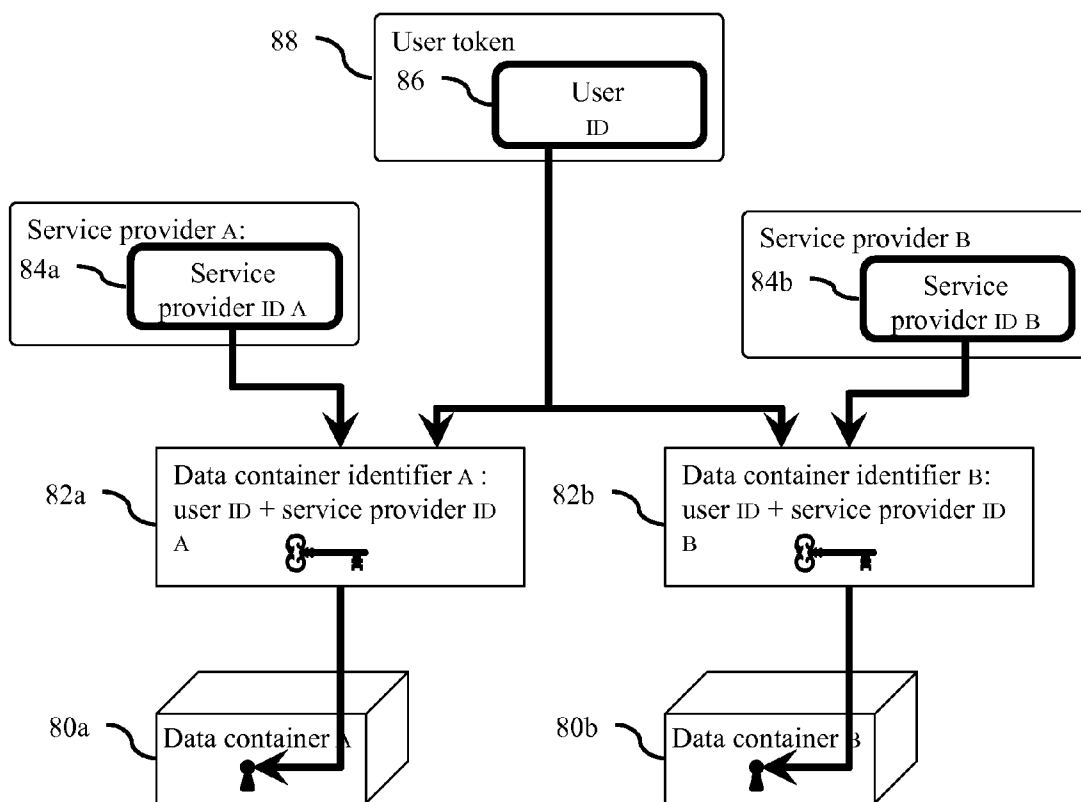 88
User token
86
User
ID
Service provider A:
84a
Service
provider ID A
Service provider B
84b
Service
provider ID B
82a
Data container identifier A :
user ID + service provider ID
A
82b
Data container identifier B:
user ID + service provider ID
B
80a
Data container A
80b
Data container B